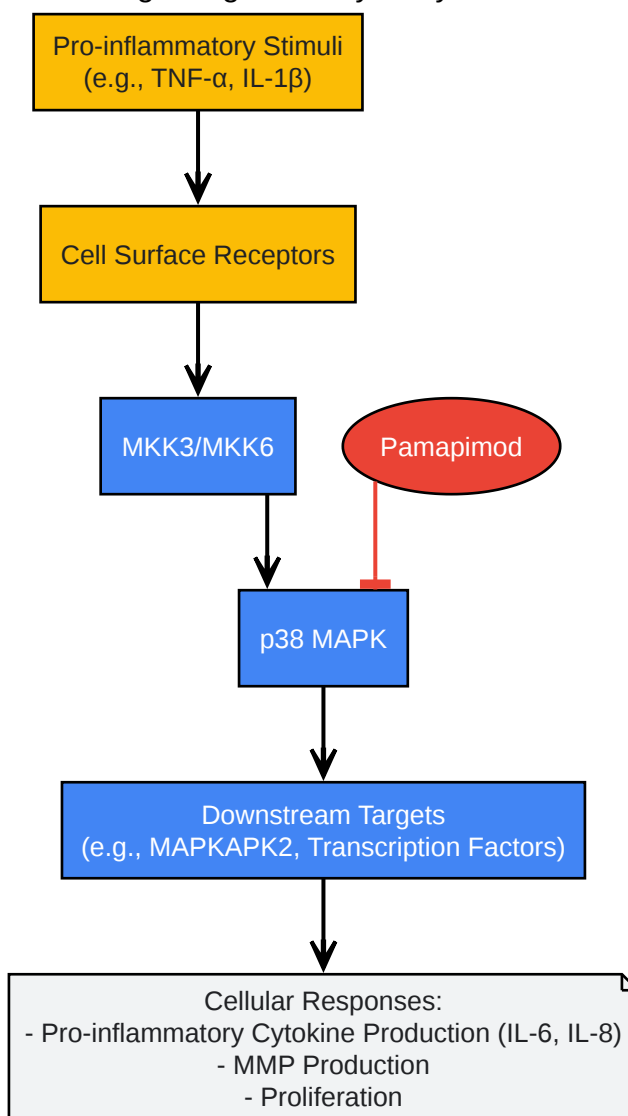 Pro-inflammatory Stimuli
(e.g., TNF-α, IL-1β)
Cell Surface Receptors
MKK3/MKK6
Pamapimod
p38 MAPK
Downstream Targets
(e.g., MAPKAPK2, Transcription Factors)
Cellular Responses:
- Pro-inflammatory Cytokine Production (IL-6, IL-8)
- MMP Production
- Proliferation